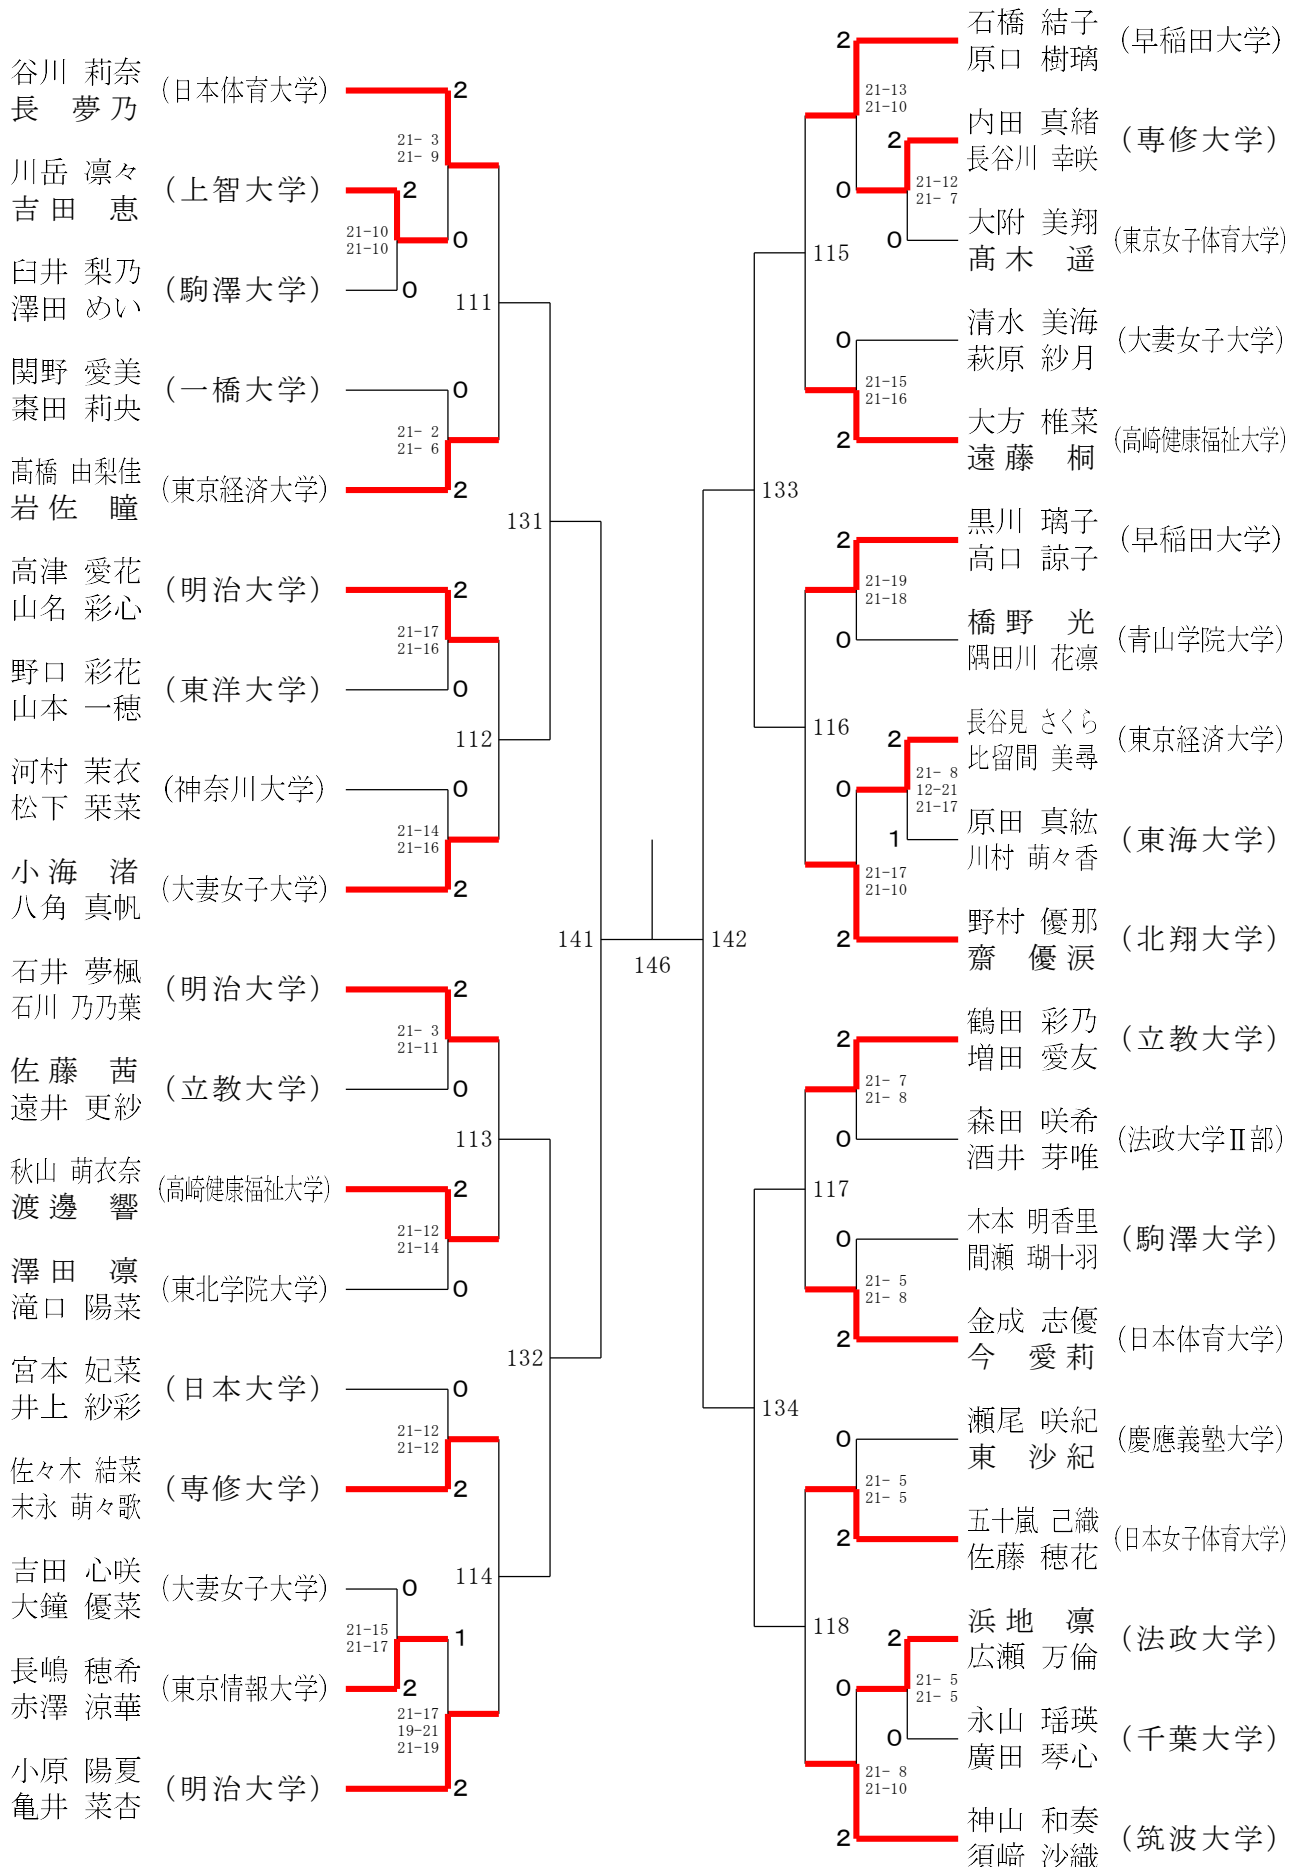 谷川 莉奈
長 夢乃
(日本体育大学)
2
21- 3
21- 9
川岳 凛々
吉田 恵
(上智大学)
2
0
21-10
21-10
臼井 梨乃
澤田 めい
(駒澤大学)
0
111
関野 愛美
棗田 莉央
(一橋大学)
0
21- 2
21- 6
髙橋 由梨佳
岩佐 瞳
(東京経済大学)
2
131
高津 愛花
山名 彩心
(明治大学)
2
21-17
21-16
野口 彩花
山本 一穂
(東洋大学)
0
112
河村 茉衣
松下 栞菜
(神奈川大学)
0
21-14
21-16
小海 渚
八角 真帆
(大妻女子大学)
2
141
石井 夢楓
石川 乃乃葉
(明治大学)
2
21- 3
21-11
佐藤 茜
遠井 更紗
(立教大学)
0
113
秋山 萌衣奈
渡邊 響
(高崎健康福祉大学)
2
21-12
21-14
澤田 凛
滝口 陽菜
(東北学院大学)
0
132
宮本 妃菜
井上 紗彩
(日本大学)
0
21-12
21-12
佐々木 結菜
末永 萌々歌
(専修大学)
2
114
吉田 心咲
大鐘 優菜
(大妻女子大学)
0
21-15
21-17
1
長嶋 穂希
赤澤 涼華
(東京情報大学)
2
21-17
19-21
21-19
小原 陽夏
亀井 菜杏
(明治大学)
2
146
石橋 結子
原口 樹璃
(早稲田大学)
2
21-13
21-10
内田 真緒
長谷川 幸咲
(専修大学)
2
0
21-12
21- 7
大附 美翔
髙木 遥
(東京女子体育大学)
0
115
清水 美海
萩原 紗月
(大妻女子大学)
0
21-15
21-16
大方 椎菜
遠藤 桐
(高崎健康福祉大学)
2
133
黒川 璃子
高口 諒子
(早稲田大学)
2
21-19
21-18
橋野 光
隅田川 花凛
(青山学院大学)
0
116
長谷見 さくら
比留間 美尋
(東京経済大学)
2
0
21- 8
12-21
21-17
原田 真紘
川村 萌々香
(東海大学)
1
21-17
21-10
野村 優那
齋 優涙
(北翔大学)
2
142
鶴田 彩乃
増田 愛友
(立教大学)
2
21- 7
21- 8
森田 咲希
酒井 芽唯
(法政大学Ⅱ部)
0
117
木本 明香里
間瀬 瑚十羽
(駒澤大学)
0
21- 5
21- 8
金成 志優
今 愛莉
(日本体育大学)
2
134
瀬尾 咲紀
東 沙紀
(慶應義塾大学)
0
21- 5
21- 5
五十嵐 己織
佐藤 穂花
(日本女子体育大学)
2
118
浜地 凛
広瀬 万倫
(法政大学)
2
0
21- 5
21- 5
永山 瑶瑛
廣田 琴心
(千葉大学)
0
21- 8
21-10
神山 和奏
須﨑 沙織
(筑波大学)
2